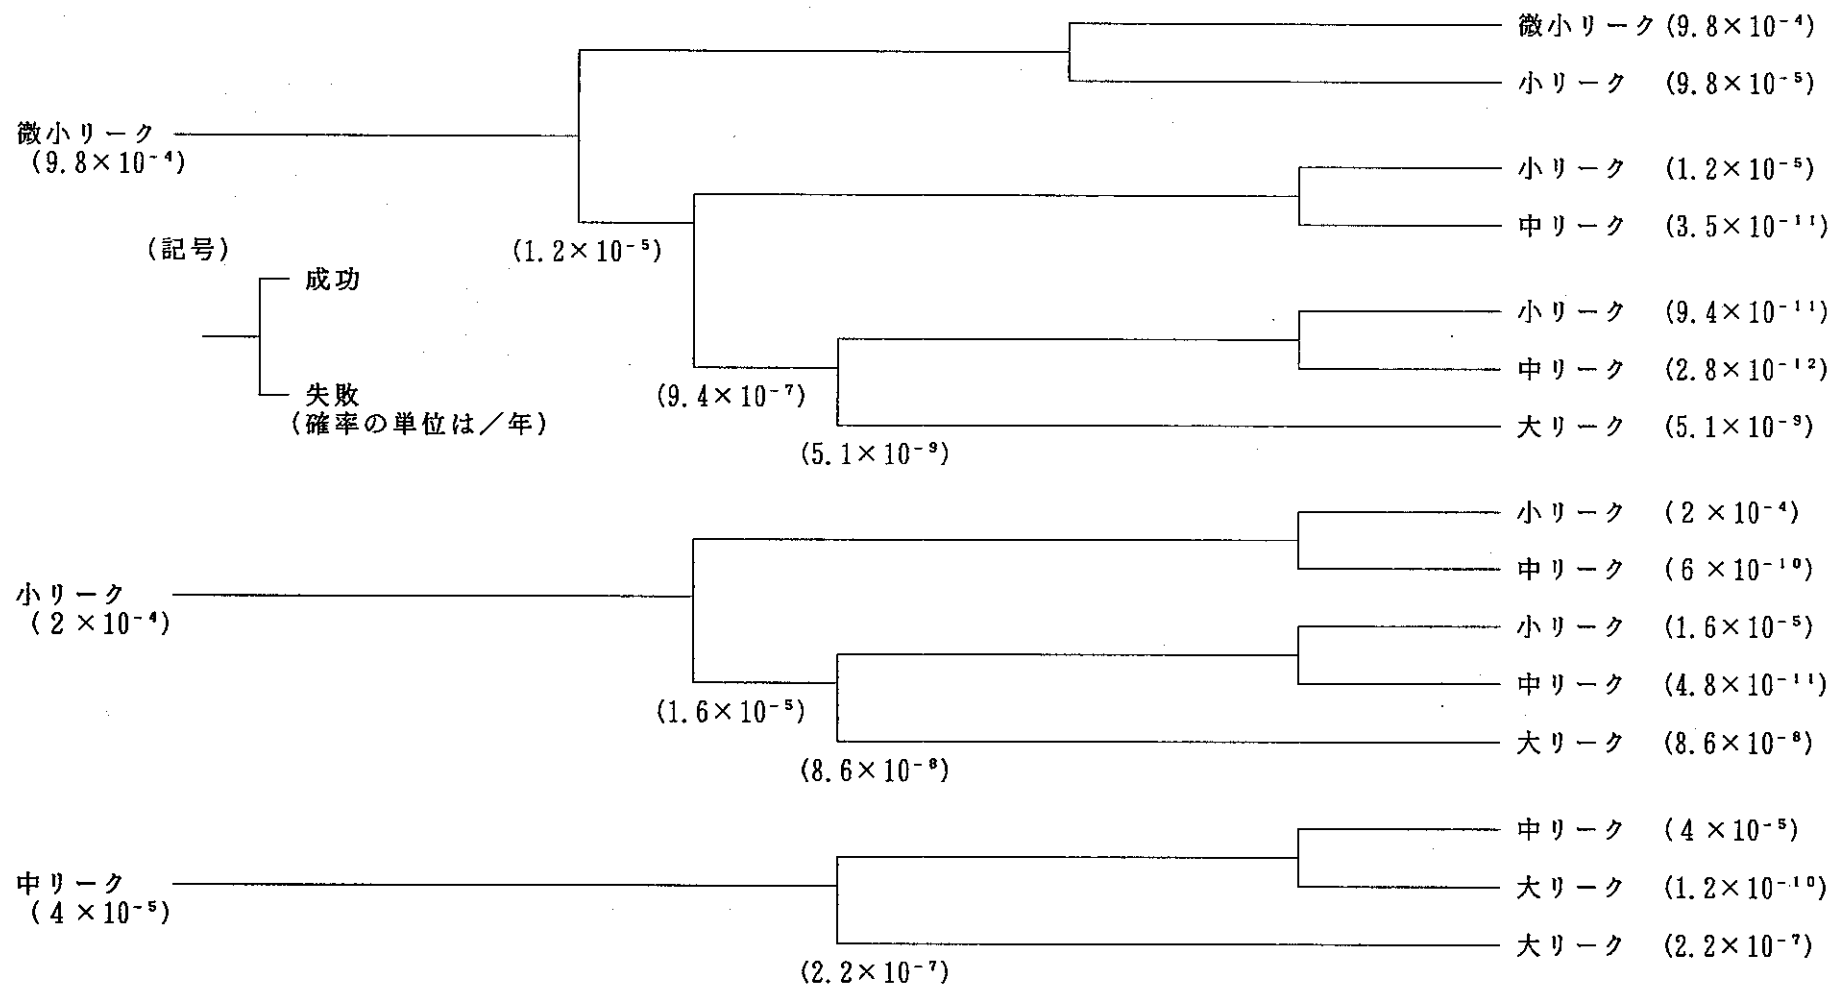 微小リーク (9.8×10⁻⁴)
小リーク (9.8×10⁻⁵)
微小リーク
(9.8×10⁻⁴)
小リーク (1.2×10⁻⁵)
中リーク (3.5×10⁻¹¹)
(1.2×10⁻⁵)
(記号)
成功
失敗
(確率の単位は/年)
小リーク (9.4×10⁻¹¹)
中リーク (2.8×10⁻¹²)
(9.4×10⁻⁷)
大リーク (5.1×10⁻⁹)
(5.1×10⁻⁹)
小リーク (2×10⁻⁴)
中リーク (6×10⁻¹⁰)
小リーク
(2×10⁻⁴)
小リーク (1.6×10⁻⁵)
中リーク (4.8×10⁻¹¹)
(1.6×10⁻⁵)
大リーク (8.6×10⁻⁸)
(8.6×10⁻⁸)
中リーク (4×10⁻⁵)
大リーク (1.2×10⁻¹⁰)
中リーク
(4×10⁻⁵)
大リーク (2.2×10⁻⁷)
(2.2×10⁻⁷)